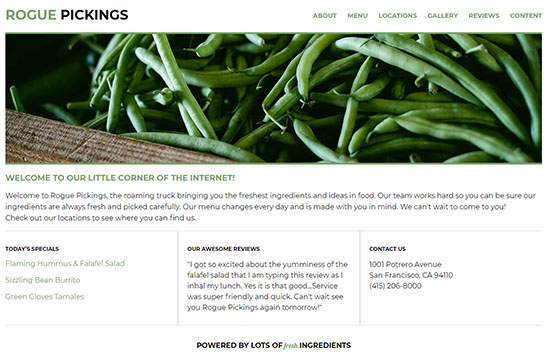 ROGUE PICKINGS
ABOUT MENU LOCATIONS GALLERY REVIEWS CONTENT
WELCOME TO OUR LITTLE CORNER OF THE INTERNET!
Welcome to Rogue Pickings, the roaming truck bringing you the freshest ingredients and ideas in food. Our team works hard so you can be sure our
ingredients are always fresh and picked carefully. Our menu changes every day and is made with you in mind. We can't wait to come to you!
Check out our locations to see where you can find us.
TODAY'S SPECIALS
Flaming Hummus & Falafel Salad
Sizzling Bean Burrito
Green Gloves Tamales
OUR AWESOME REVIEWS
"I got so excited about the yumminess of the
falafel salad that I am typing this review as I
inhal my lunch. Yes it is that good...Service
was super friendly and quick. Can't wait see
you Rogue Pickings again tomorrow!"
CONTACT US
1001 Potrero Avenue
San Francisco, CA 94110
(415) 206-8000
POWERED BY LOTS OF fresh INGREDIENTS